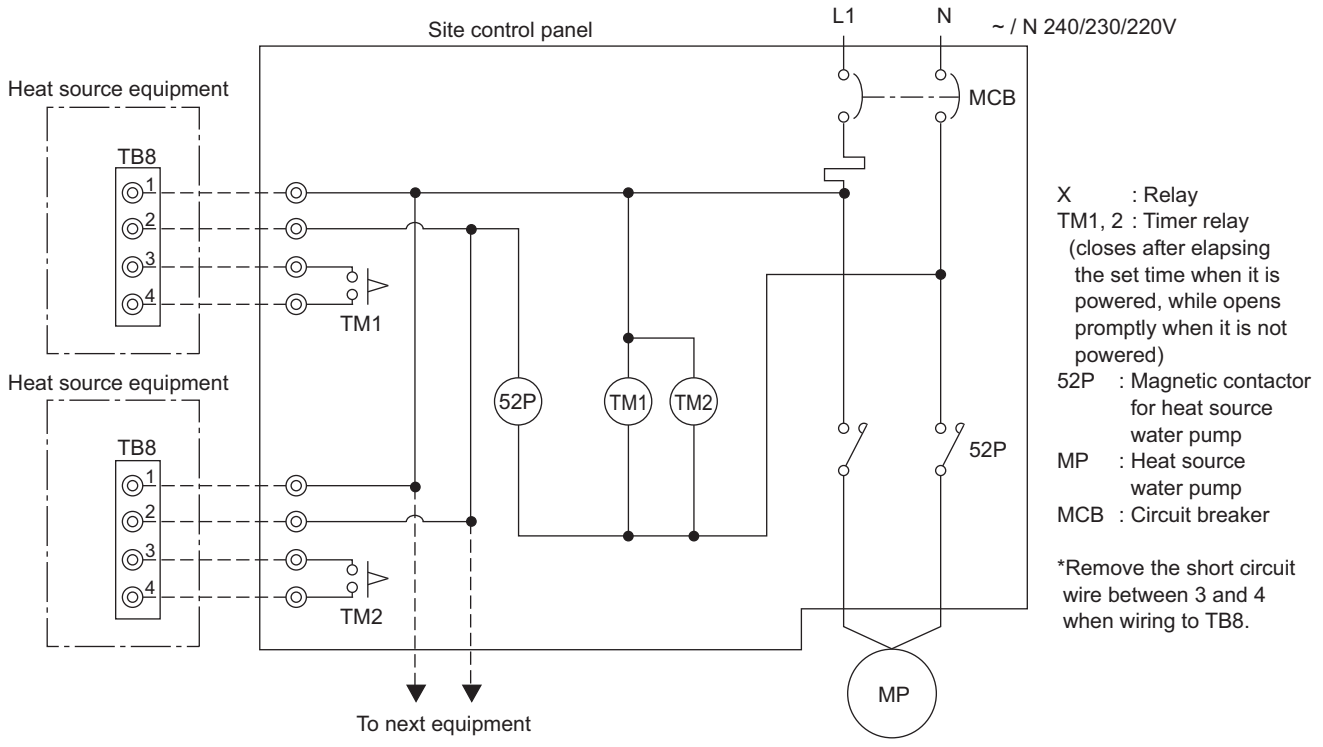 Site control panel
L1
N
~ / N 240/230/220V
MCB
Heat source equipment
TB8
1
2
3
4
TM1
Heat source equipment
TB8
1
2
3
4
TM2
52P
TM1
TM2
52P
MP
To next equipment
X : Relay
TM1, 2 : Timer relay
(closes after elapsing
the set time when it is
powered, while opens
promptly when it is not
powered)
52P : Magnetic contactor
for heat source
water pump
MP : Heat source
water pump
MCB : Circuit breaker
*Remove the short circuit
wire between 3 and 4
when wiring to TB8.